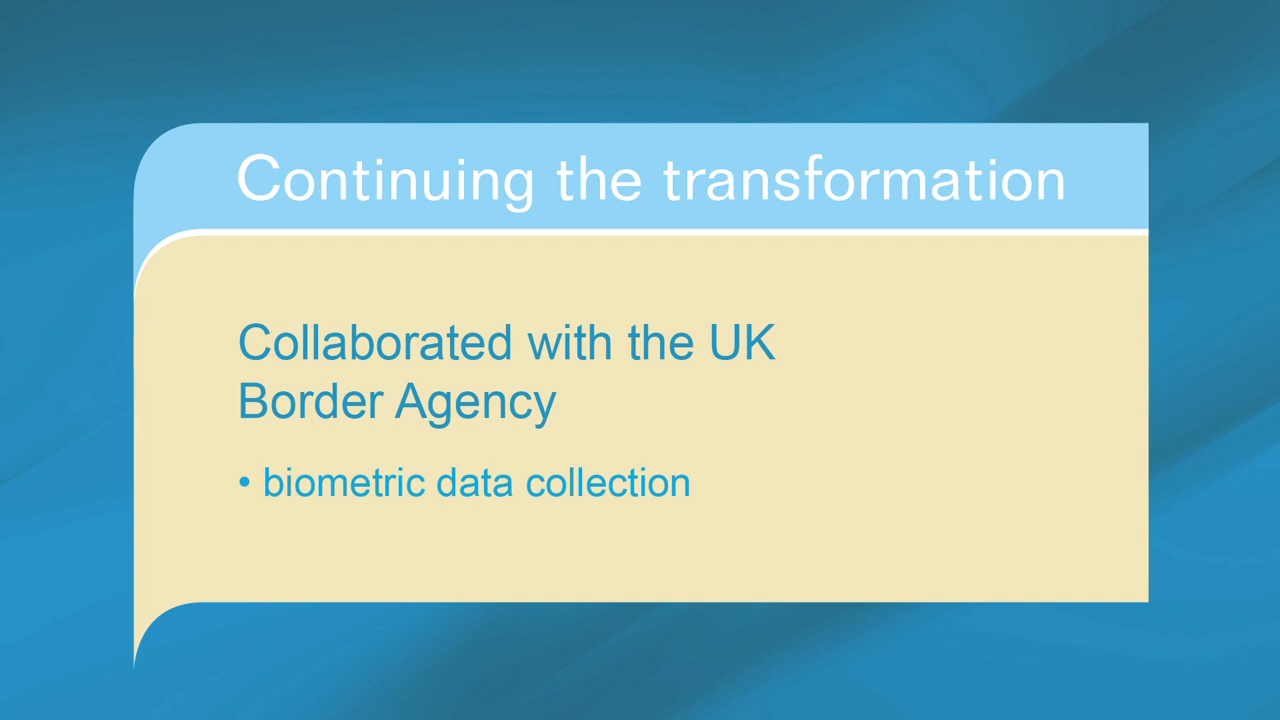 Continuing the transformation
Collaborated with the UK
Border Agency
• biometric data collection